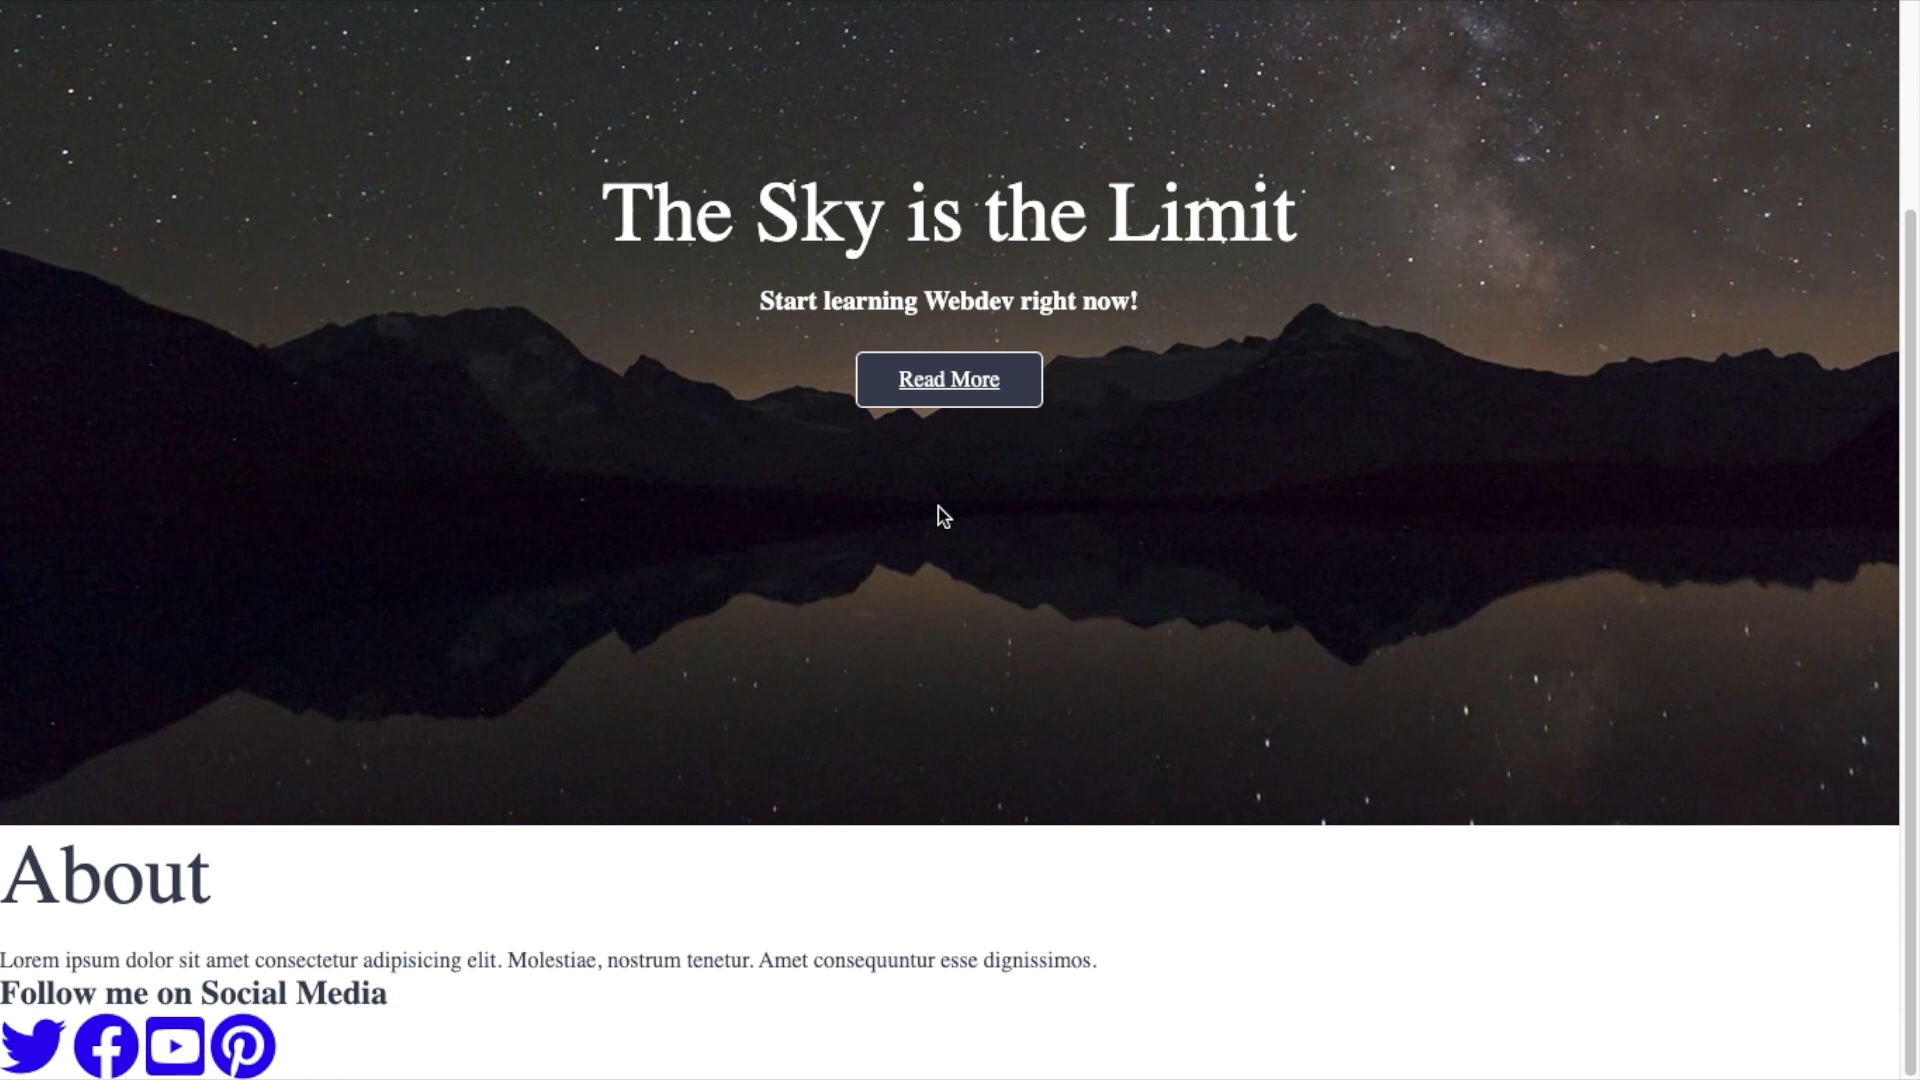 The Sky is the Limit
Start learning Webdev right now!
Read More
About
Lorem ipsum dolor sit amet consectetur adipisicing elit. Molestiae, nostrum tenetur. Amet consequuntur esse dignissimos.
Follow me on Social Media